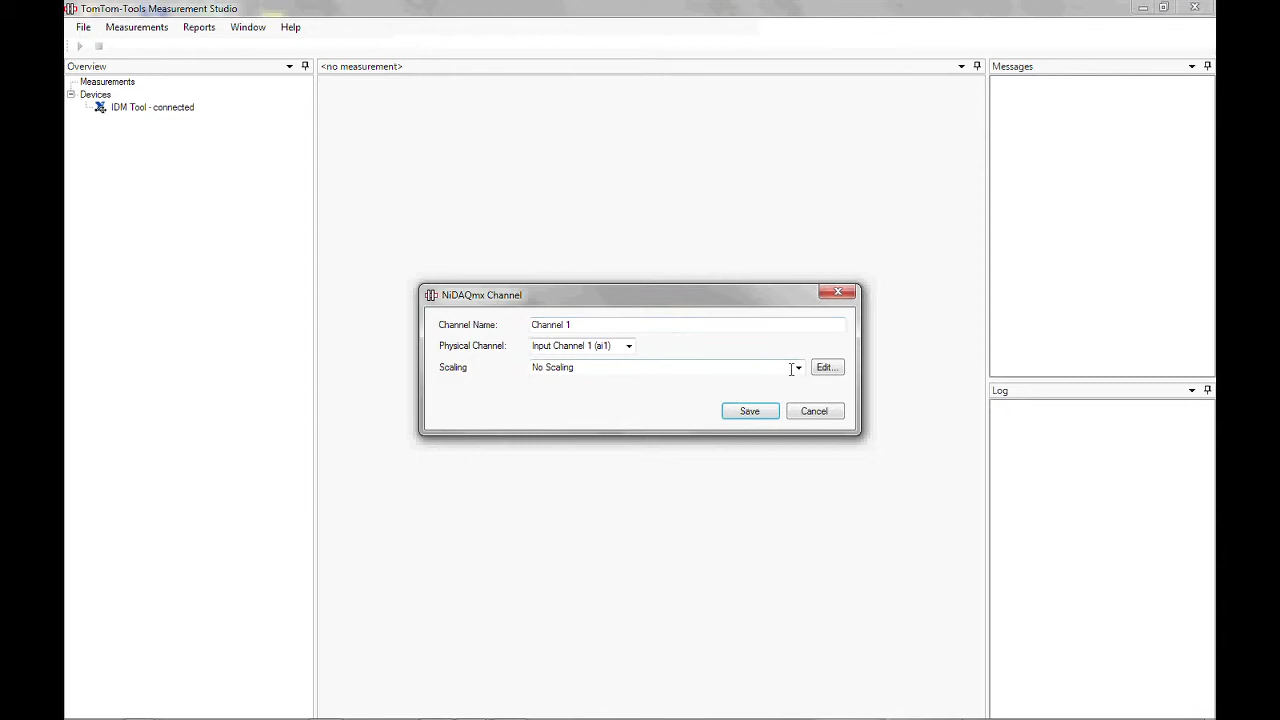 TomTom-Tools Measurement Studio
File Measurements Reports Window Help
Overview
<no measurement>
Messages
Measurements
Devices
IDM Tool - connected
NiDAQmx Channel
Channel Name: Channel 1
Physical Channel: Input Channel 1 (ai1)
Scaling No Scaling Edit...
Save Cancel
Log